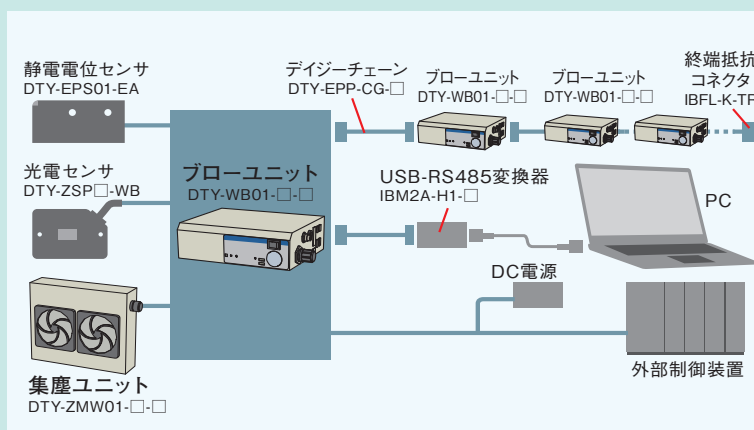 静電電位センサ
DTY-EPS01-EA
デイジーチェーン
DTY-EPP-CG-□
ブローユニット
DTY-WB01-□-□
ブローユニット
DTY-WB01-□-□
終端抵抗
コネクタ
IBFL-K-TF
光電センサ
DTY-ZSP□-WB
ブローユニット
DTY-WB01-□-□
USB-RS485変換器
IBM2A-H1-□
PC
DC電源
集塵ユニット
DTY-ZMW01-□-□
外部制御装置